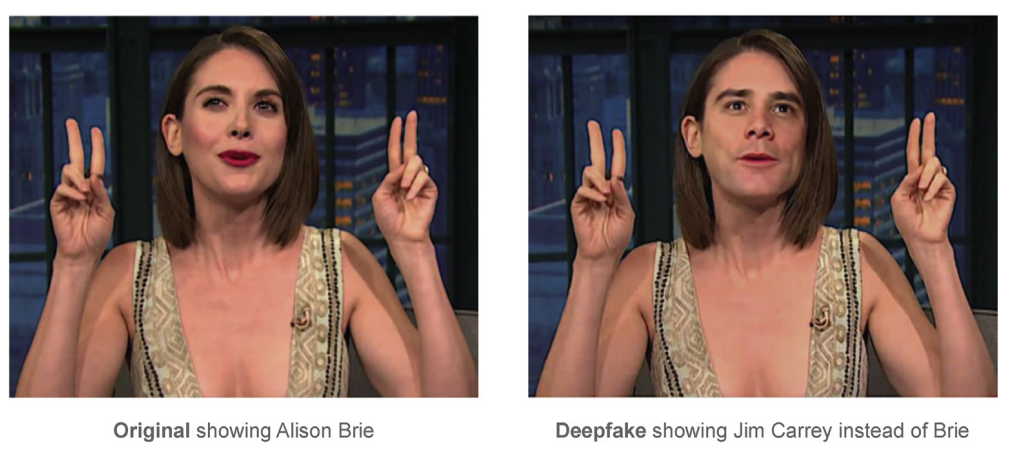 Original showing Alison Brie
Deepfake showing Jim Carrey instead of Brie